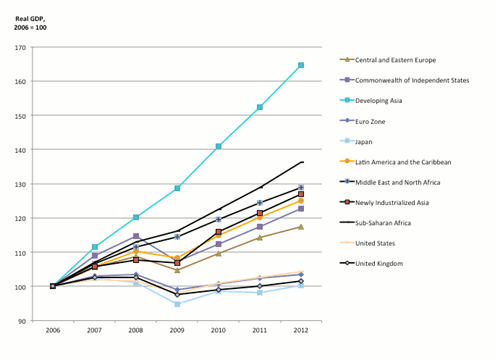 Real GDP,
2006 = 100
170
160
150
140
130
120
110
100
90
2006 2007 2008 2009 2010 2011 2012
Central and Eastern Europe
Commonwealth of Independent States
Developing Asia
Euro Zone
Japan
Latin America and the Caribbean
Middle East and North Africa
Newly Industrialized Asia
Sub-Saharan Africa
United States
United Kingdom